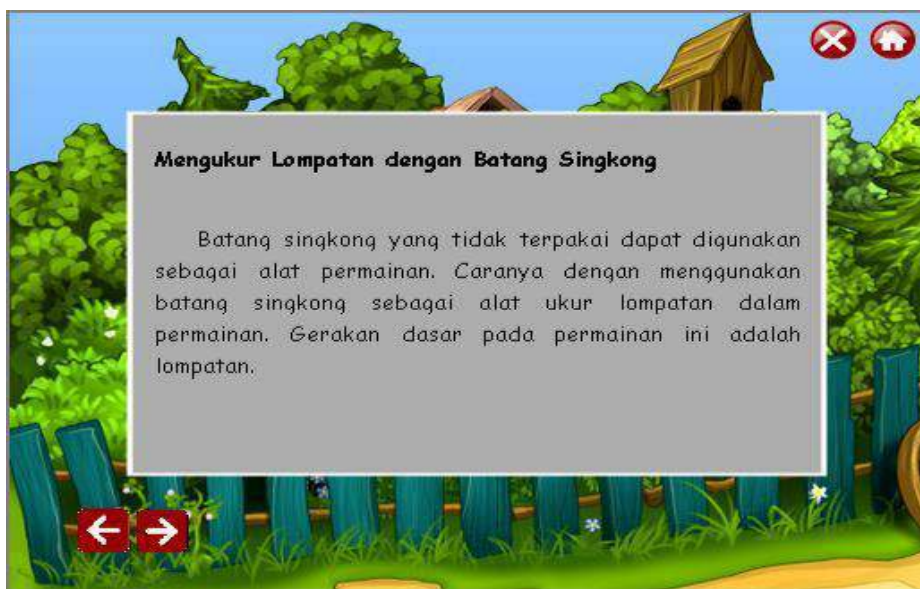 Mengukur Lompatan dengan Batang Singkong
Batang singkong yang tidak terpakai dapat digunakan
sebagai alat permainan. Caranya dengan menggunakan
batang singkong sebagai alat ukur lompatan dalam
permainan. Gerakan dasar pada permainan ini adalah
lompatan.